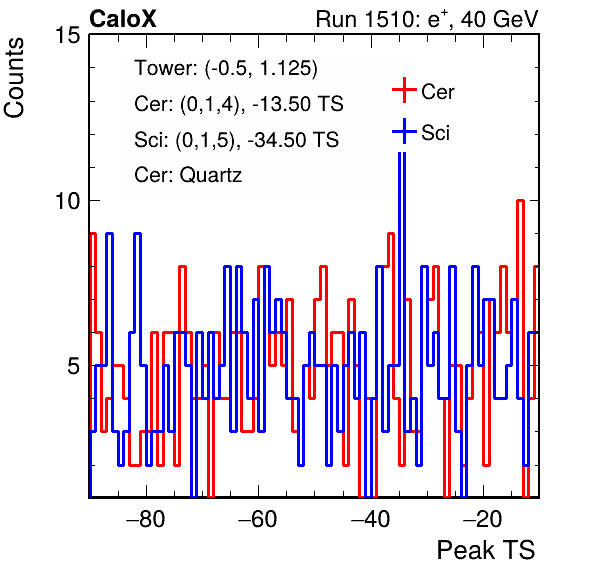 CaloX Run 1510: e+, 40 GeV
Counts
15
10
5
Tower: (-0.5, 1.125)
Cer: (0,1,4), -13.50 TS
Sci: (0,1,5), -34.50 TS
Cer: Quartz
Cer
Sci
−80 −60 −40 −20
Peak TS